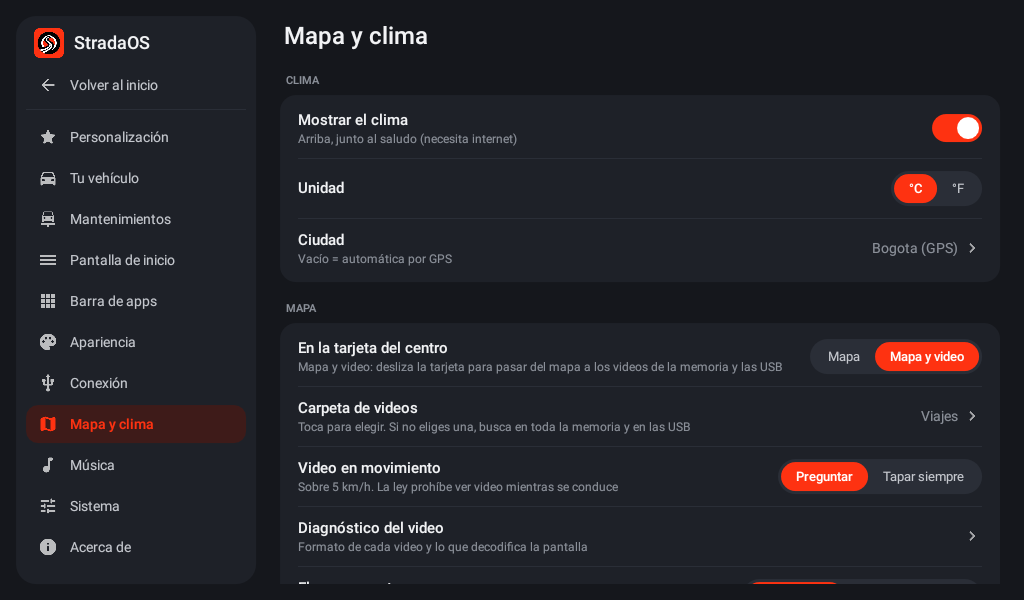 StradaOS
Volver al inicio
Personalización
Tu vehículo
Mantenimientos
Pantalla de inicio
Barra de apps
Apariencia
Conexión
Mapa y clima
Música
Sistema
Acerca de
Mapa y clima
CLIMA
Mostrar el clima
Arriba, junto al saludo (necesita internet)
Unidad
°C °F
Ciudad
Vacío = automática por GPS
Bogota (GPS)
MAPA
En la tarjeta del centro
Mapa y video: desliza la tarjeta para pasar del mapa a los videos de la memoria y las USB
Mapa Mapa y video
Carpeta de videos
Toca para elegir. Si no eliges una, busca en toda la memoria y en las USB
Viajes
Video en movimiento
Sobre 5 km/h. La ley prohíbe ver video mientras se conduce
Preguntar Tapar siempre
Diagnóstico del video
Formato de cada video y lo que decodifica la pantalla